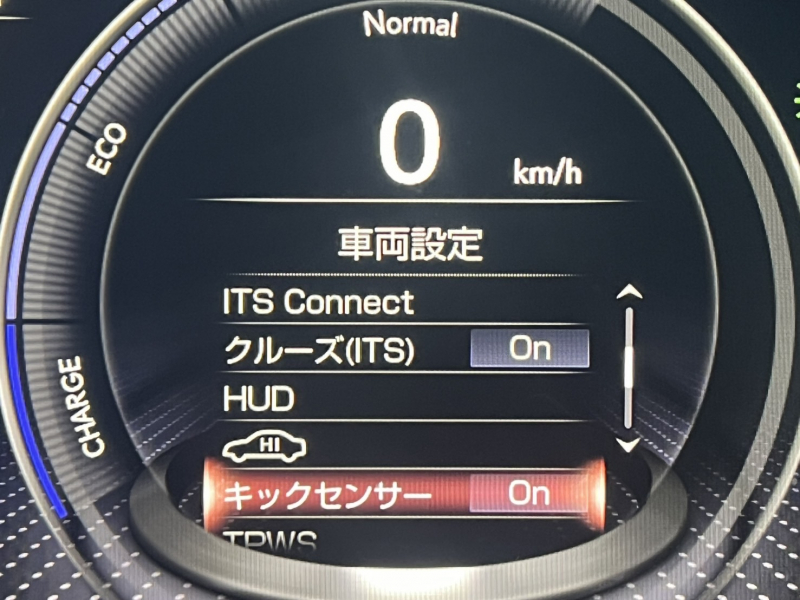 Normal
0
km/h
ECO
CHARGE
車両設定
ITS Connect
クルーズ(ITS) On
HUD
HI
キックセンサー On
TPWS